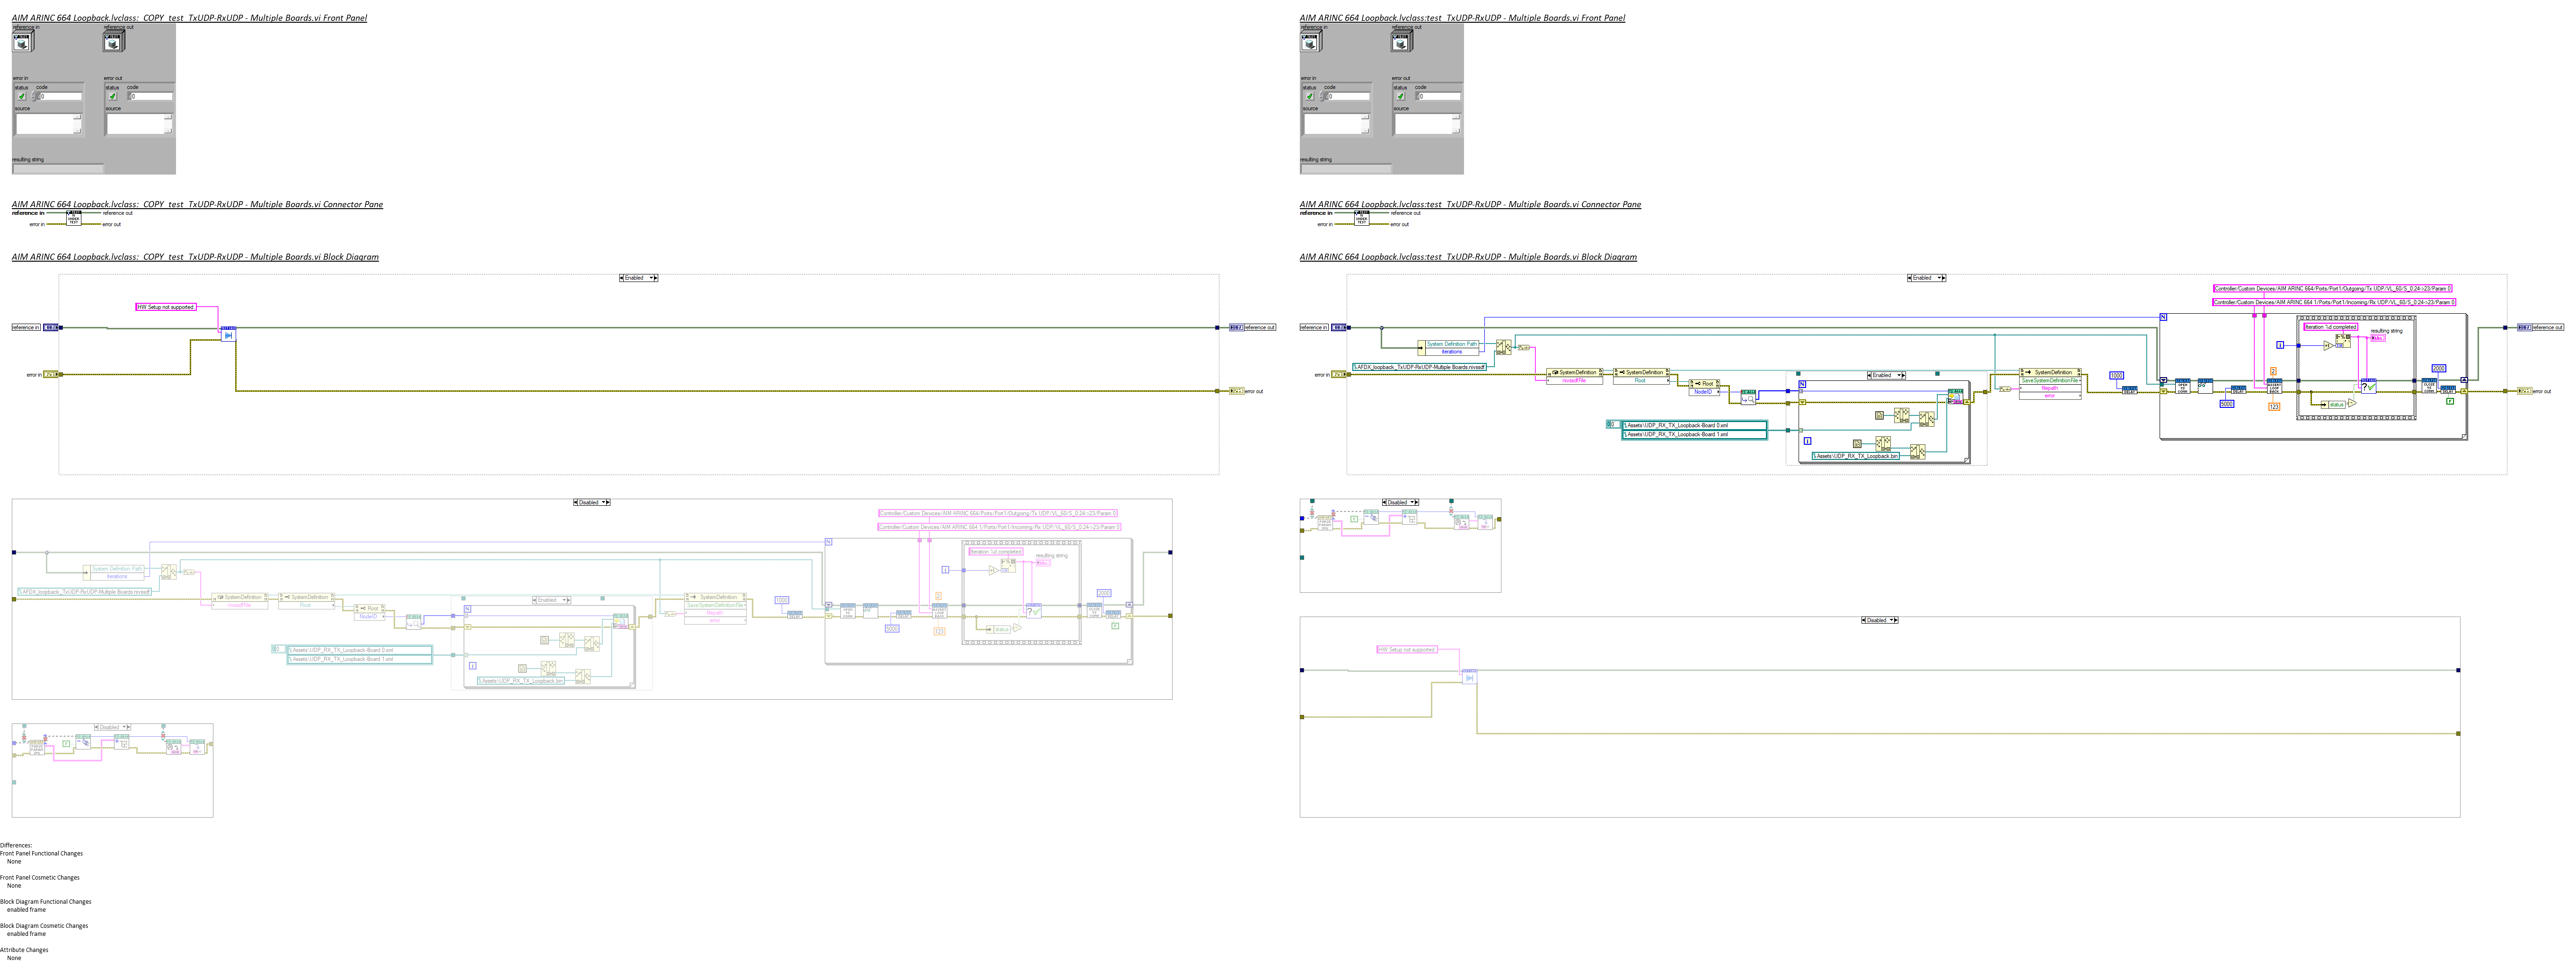 AIM ARINC 664 Loopback.lvclass:_COPY_test_TxUDP-RxUDP - Multiple Boards.vi Front Panel
reference in
reference out
error in
error out
status
code
0
status
code
0
source
source
resulting string
AIM ARINC 664 Loopback.lvclass:_COPY_test_TxUDP-RxUDP - Multiple Boards.vi Connector Pane
reference in
reference out
UNDER
TEST
error in
error out
AIM ARINC 664 Loopback.lvclass:_COPY_test_TxUDP-RxUDP - Multiple Boards.vi Block Diagram
Enabled
HW Setup not supported
reference in
reference out
error in
error out
Disabled
Controller/Custom Devices/AIM ARINC 664/Ports/Port1/Outgoing/Tx UDP/VL_60/S_0:24->23/Param 0
Controller/Custom Devices/AIM ARINC 664 1/Ports/Port1/Incoming/Rx UDP/VL_60/S_0:24->23/Param 0
N
Iteration %d completed
resulting string
System Definition Path
iterations
i
.\AFDX_loopback_TxUDP-RxUDP-Multiple Boards.nivssdf
SystemDefinition
nivssdfFile
SystemDefinition
Root
Root
NodeID
Enabled
SystemDefinition
SaveSystemDefinitionFile
filepath
error
1000
5000
2
123
status
2000
F
N
0
.\Assets\UDP_RX_TX_Loopback-Board 0.xml
.\Assets\UDP_RX_TX_Loopback-Board 1.xml
i
.\Assets\UDP_RX_TX_Loopback.bin
Disabled
F
Differences:
Front Panel Functional Changes
None
Front Panel Cosmetic Changes
None
Block Diagram Functional Changes
enabled frame
Block Diagram Cosmetic Changes
enabled frame
Attribute Changes
None
AIM ARINC 664 Loopback.lvclass:test_TxUDP-RxUDP - Multiple Boards.vi Front Panel
reference in
reference out
error in
error out
status
code
0
status
code
0
source
source
resulting string
AIM ARINC 664 Loopback.lvclass:test_TxUDP-RxUDP - Multiple Boards.vi Connector Pane
reference in
reference out
UNDER
TEST
error in
error out
AIM ARINC 664 Loopback.lvclass:test_TxUDP-RxUDP - Multiple Boards.vi Block Diagram
Enabled
Controller/Custom Devices/AIM ARINC 664/Ports/Port1/Outgoing/Tx UDP/VL_60/S_0:24->23/Param 0
Controller/Custom Devices/AIM ARINC 664 1/Ports/Port1/Incoming/Rx UDP/VL_60/S_0:24->23/Param 0
N
reference in
reference out
Iteration %d completed
resulting string
System Definition Path
iterations
i
.\AFDX_loopback_TxUDP-RxUDP-Multiple Boards.nivssdf
error in
error out
SystemDefinition
nivssdfFile
SystemDefinition
Root
Root
NodeID
Enabled
SystemDefinition
SaveSystemDefinitionFile
filepath
error
1000
5000
2
123
status
2000
F
N
0
.\Assets\UDP_RX_TX_Loopback-Board 0.xml
.\Assets\UDP_RX_TX_Loopback-Board 1.xml
i
.\Assets\UDP_RX_TX_Loopback.bin
Disabled
F
Disabled
HW Setup not supported